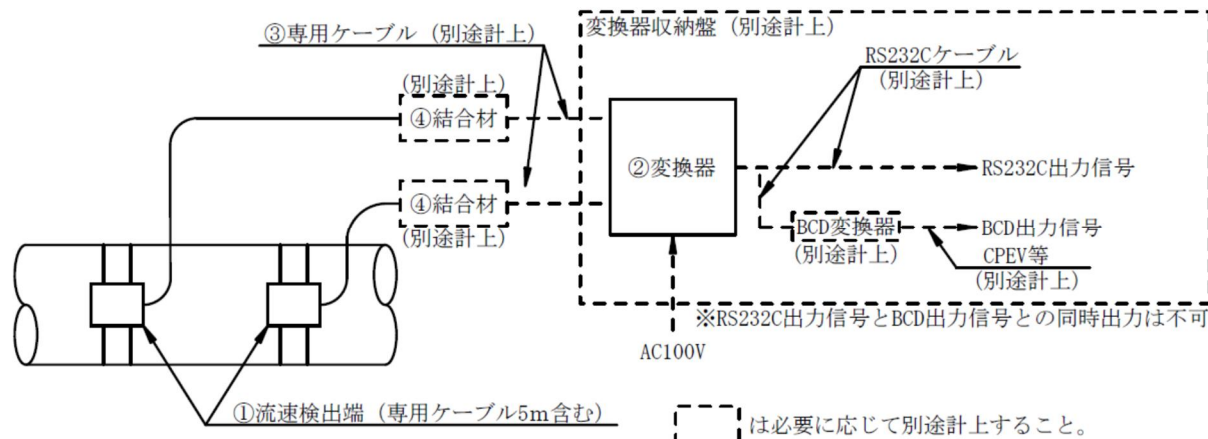 ③専用ケーブル (別途計上)
変換器収納盤 (別途計上)
RS232Cケーブル
(別途計上)
(別途計上)
④結合材
②変換器
RS232C出力信号
④結合材
(別途計上)
BCD変換器
(別途計上)
BCD出力信号
CPEV等
(別途計上)
※RS232C出力信号とBCD出力信号との同時出力は不可
AC100V
①流速検出端 (専用ケーブル5m含む)
は必要に応じて別途計上すること。